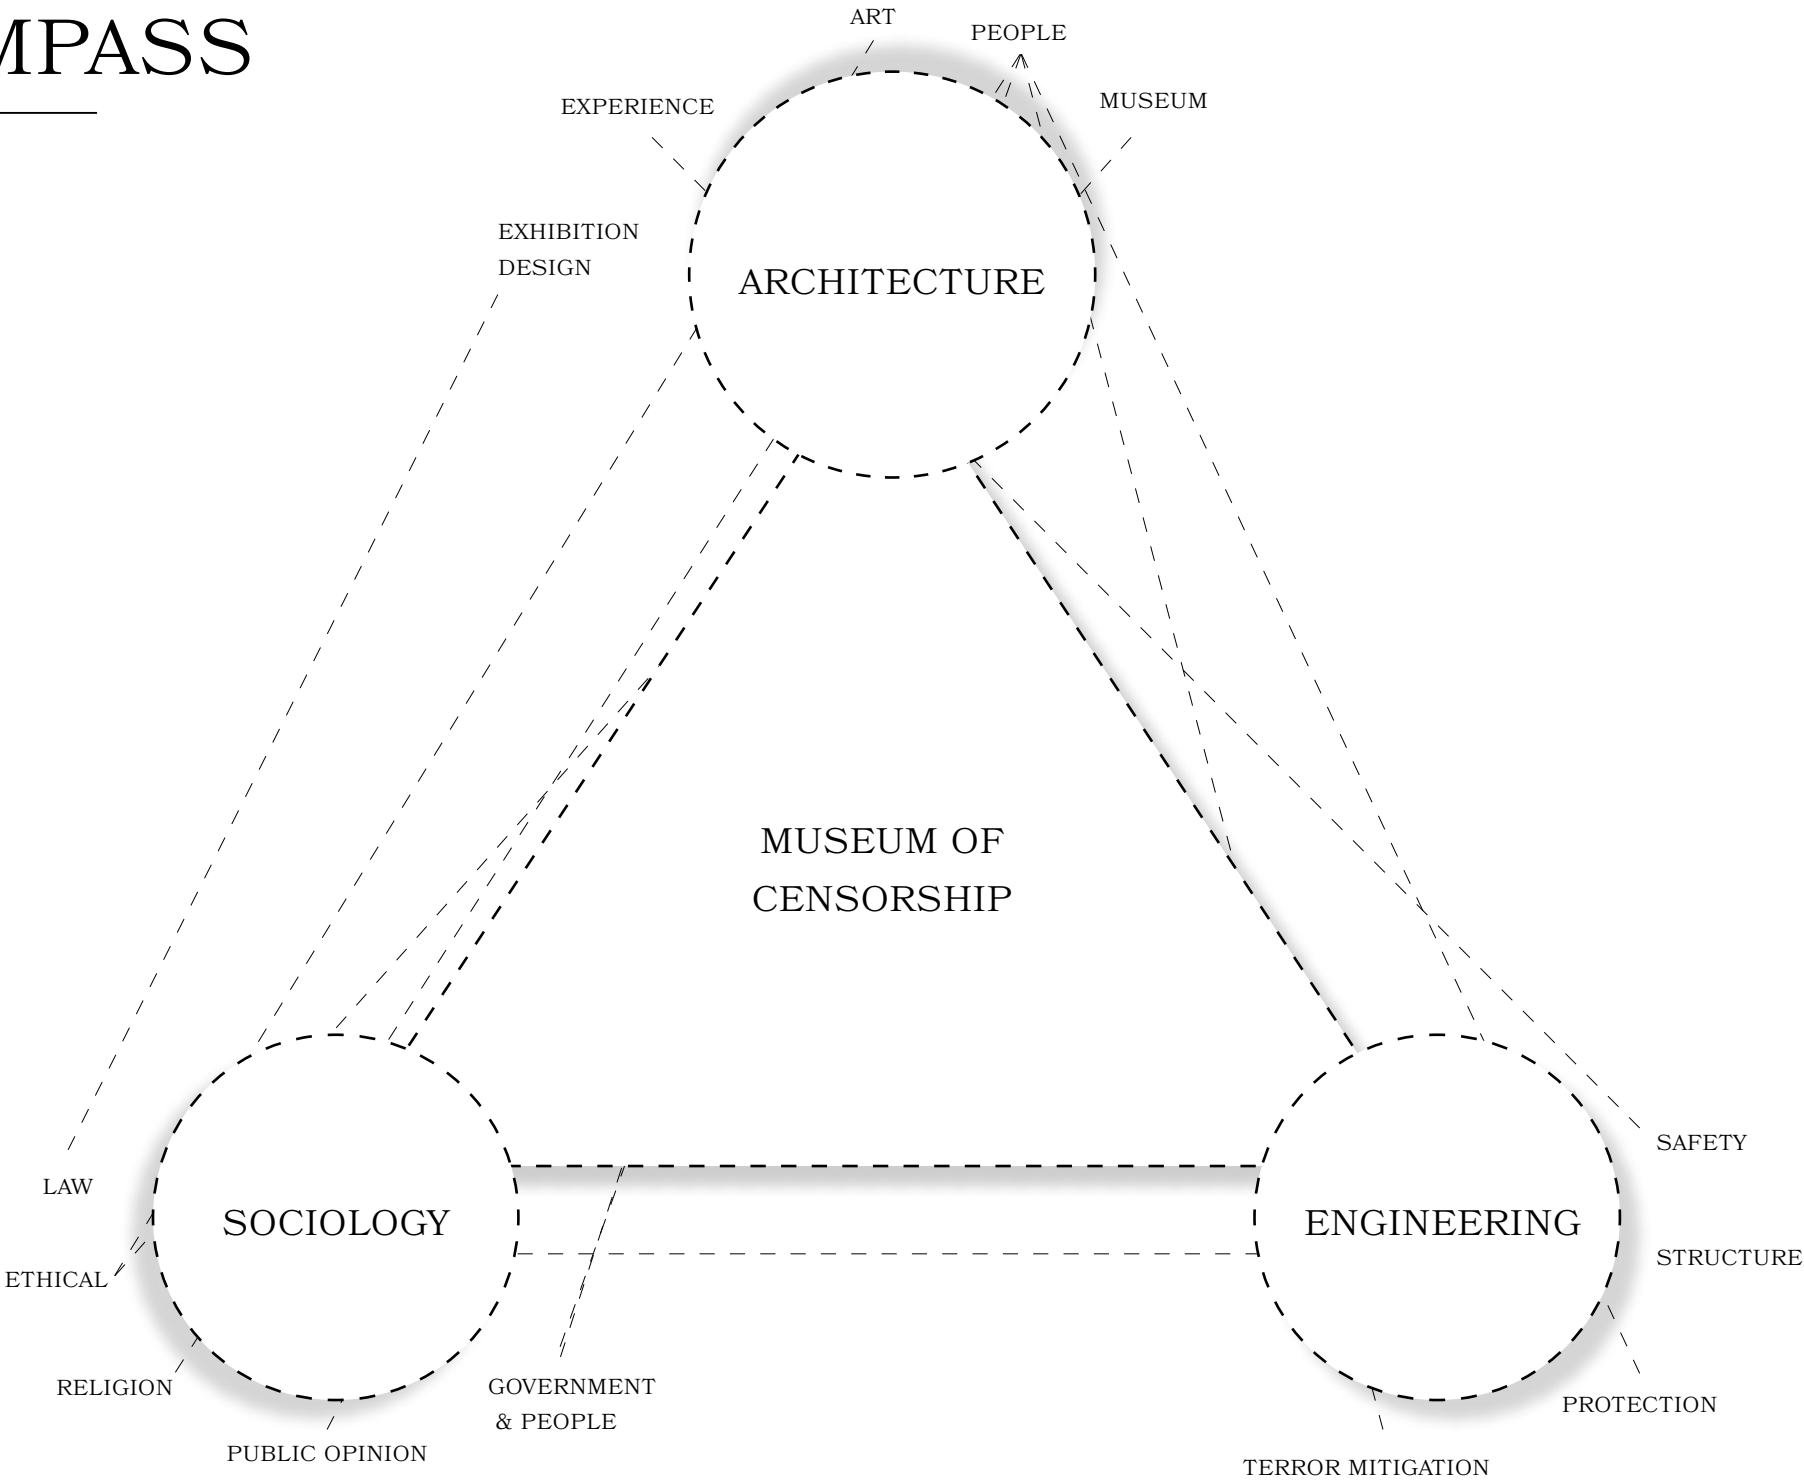 MPASS
ART
PEOPLE
EXPERIENCE
MUSEUM
EXHIBITION
DESIGN
ARCHITECTURE
MUSEUM OF
CENSORSHIP
SAFETY
LAW
SOCIOLOGY
ENGINEERING
STRUCTURE
ETHICAL
RELIGION
GOVERNMENT
& PEOPLE
PROTECTION
PUBLIC OPINION
TERROR MITIGATION